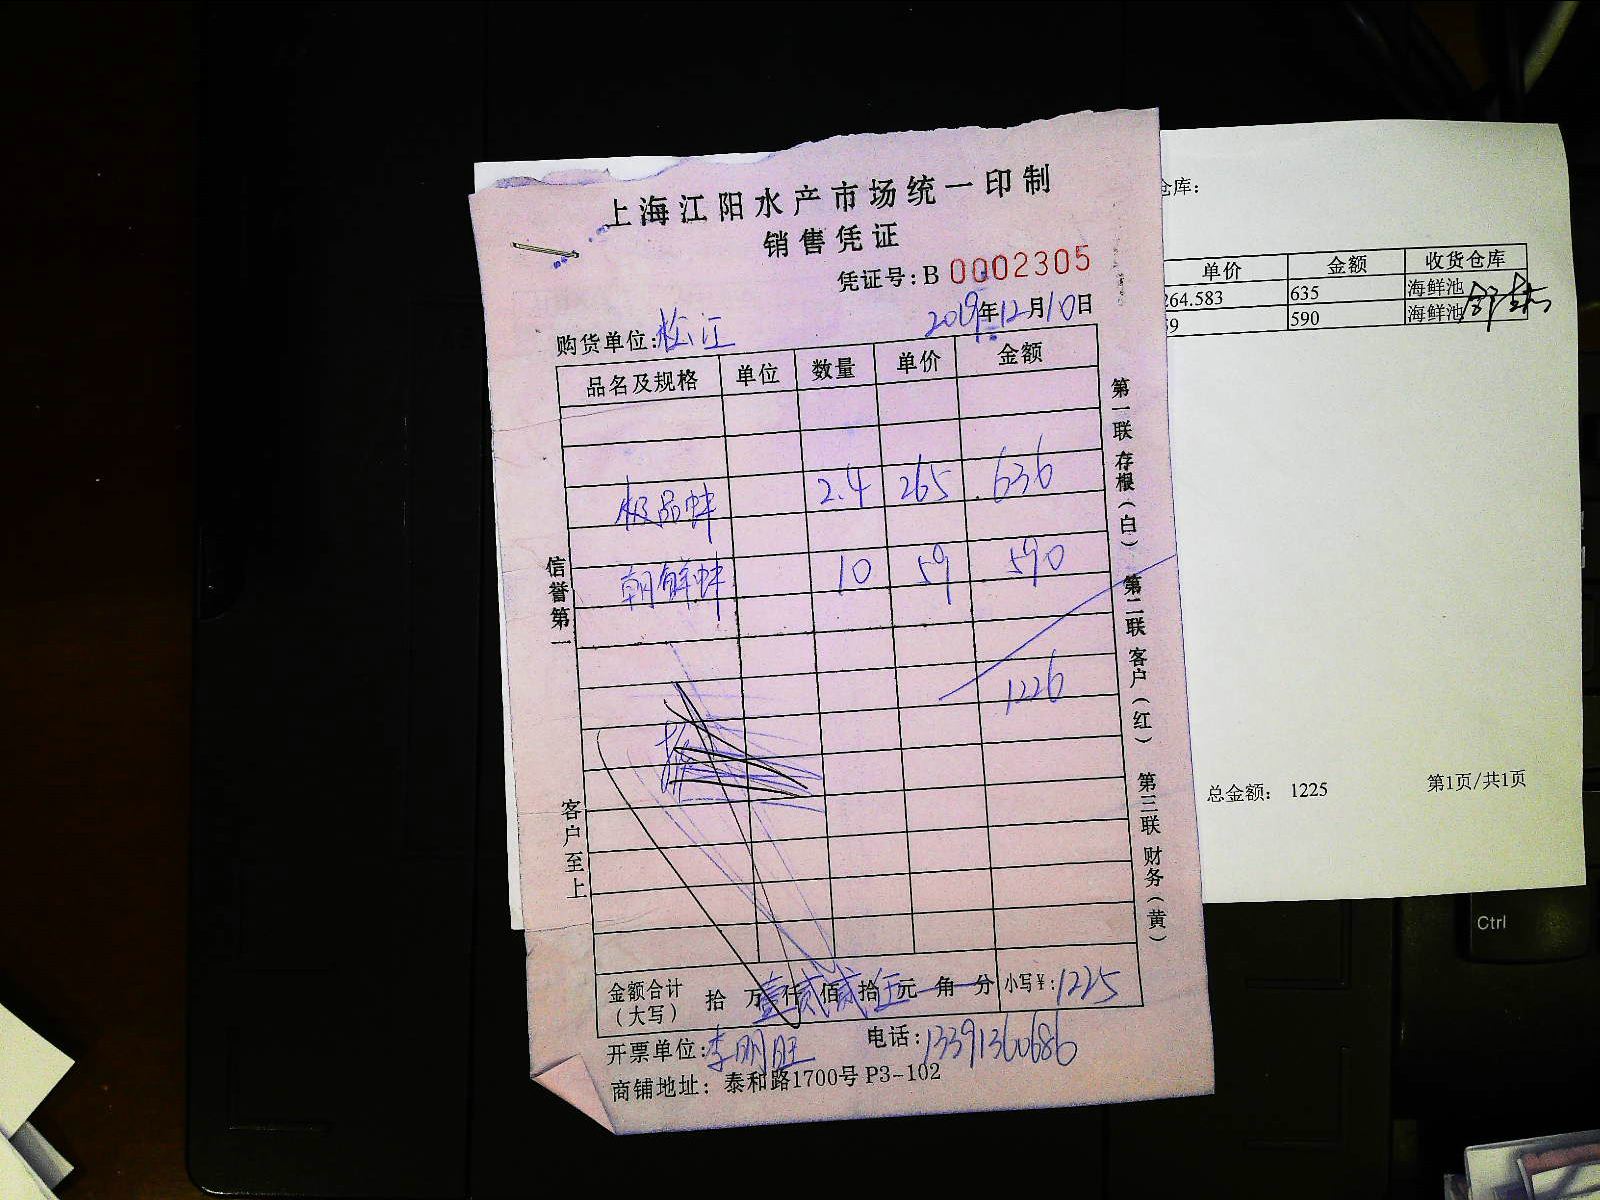 上海江阳水产市场统一印制
销售凭证
凭证号:B 0002305
2019年12月10日
购货单位:松江
品名及规格 单位 数量 单价 金额
极品蚌 2.4 265 636
朝鲜蚌 10 59 590
1226
金额合计（大写） 拾 万壹仟贰佰贰拾伍元 角 分 小写¥:1225
开票单位:李明旺 电话:13391360686
商铺地址：泰和路1700号 P3-102
信誉第一
客户至上
第一联 存根（白）
第二联 客户（红）
第三联 财务（黄）
仓库：
单价 金额 收货仓库
264.583 635 海鲜池
59 590 海鲜池
总金额： 1225 第1页/共1页
Ctrl